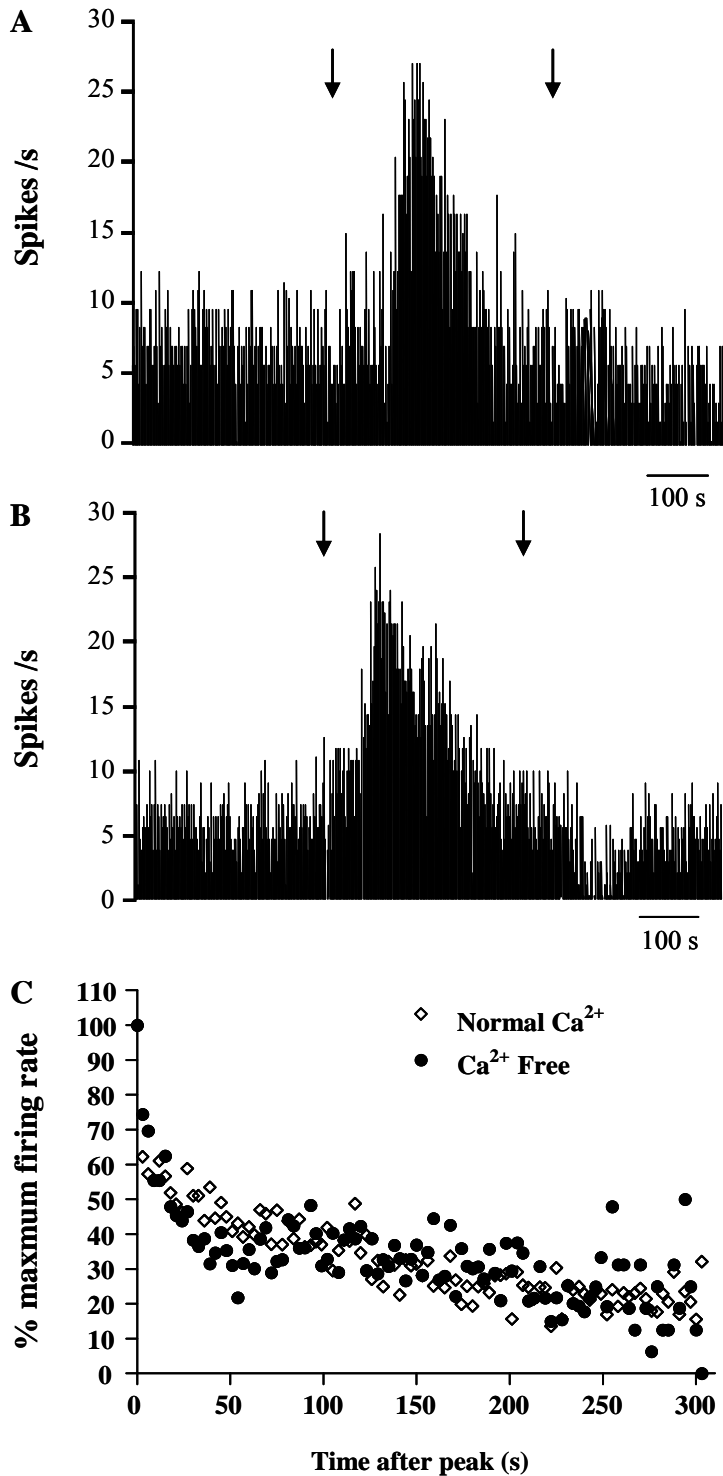 A
30
25
20
15
10
5
0
Spikes /s
100 s
B
30
25
20
15
10
5
0
Spikes /s
100 s
C
110
100
90
80
70
60
50
40
30
20
10
0
% maxmum firing rate
Normal Ca2+
Ca2+ Free
0 50 100 150 200 250 300
Time after peak (s)